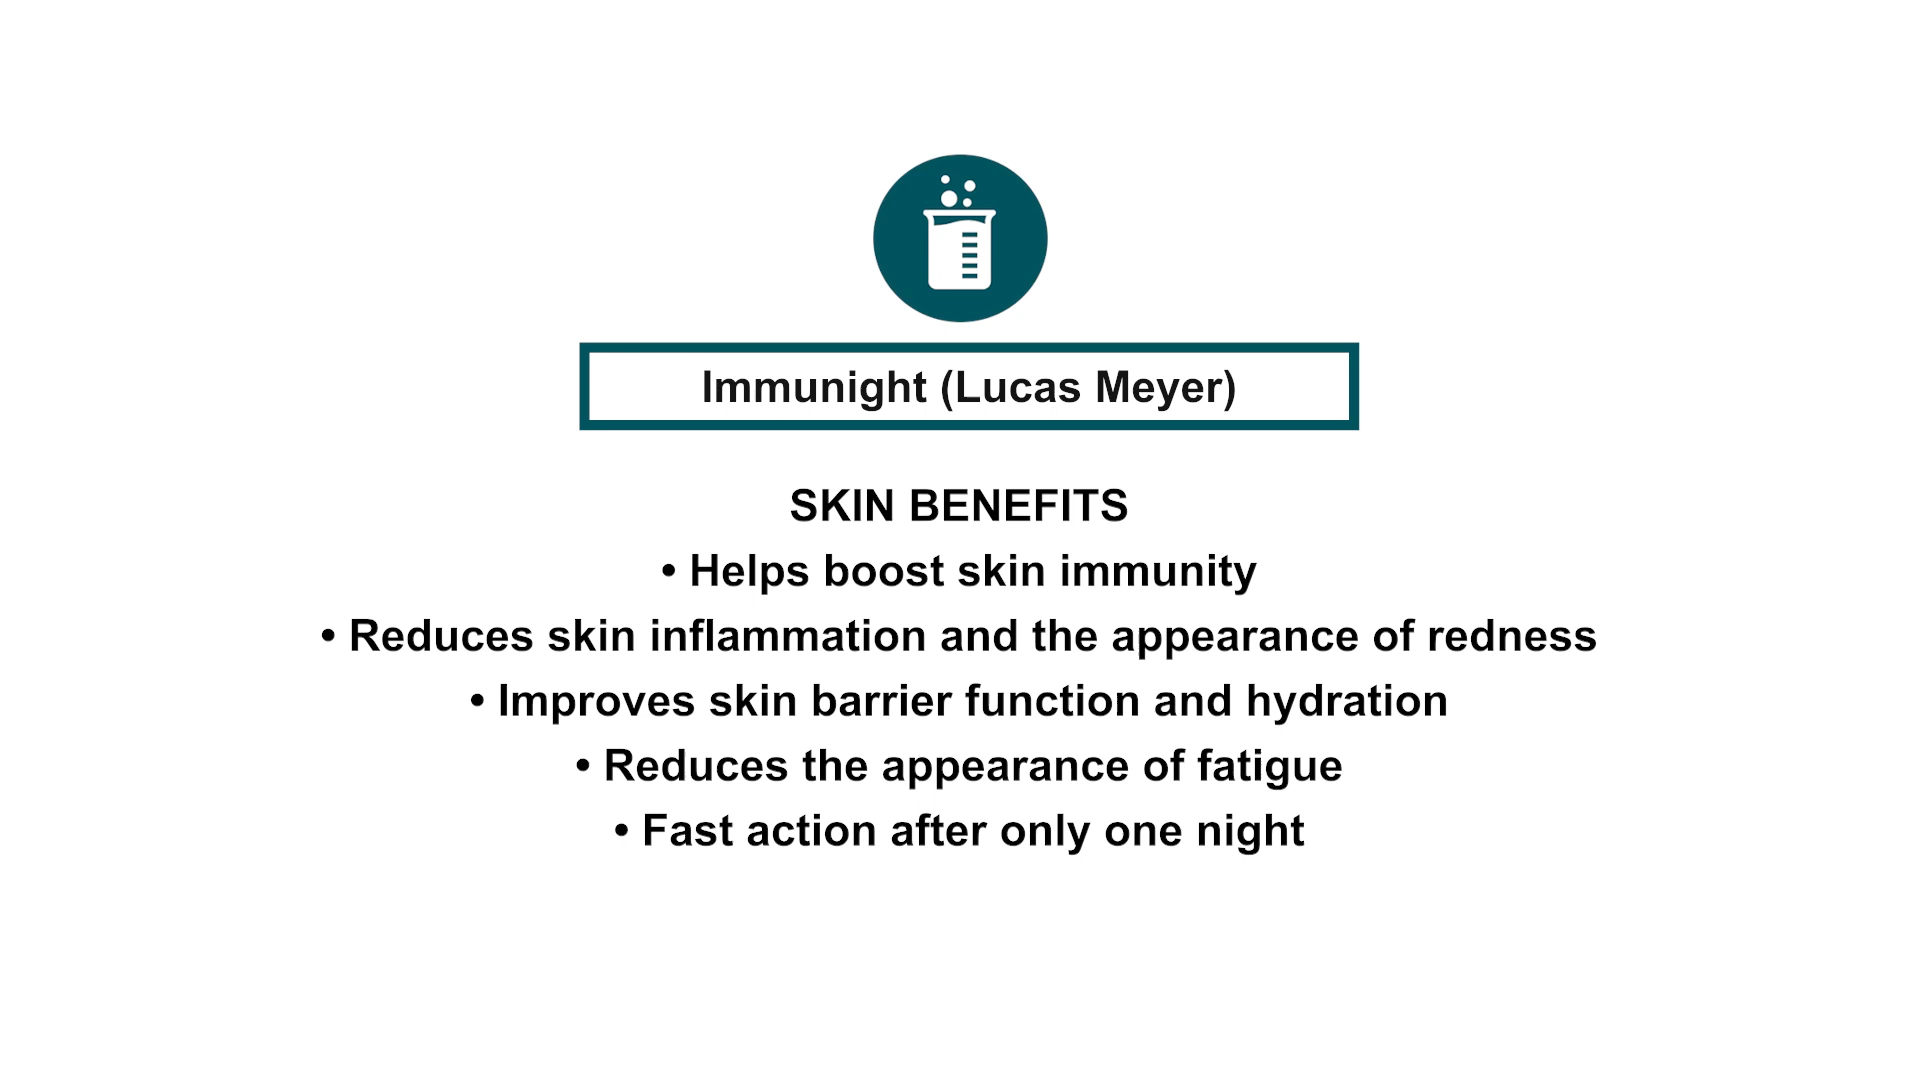 Immunight (Lucas Meyer)
SKIN BENEFITS
• Helps boost skin immunity
• Reduces skin inflammation and the appearance of redness
• Improves skin barrier function and hydration
• Reduces the appearance of fatigue
• Fast action after only one night